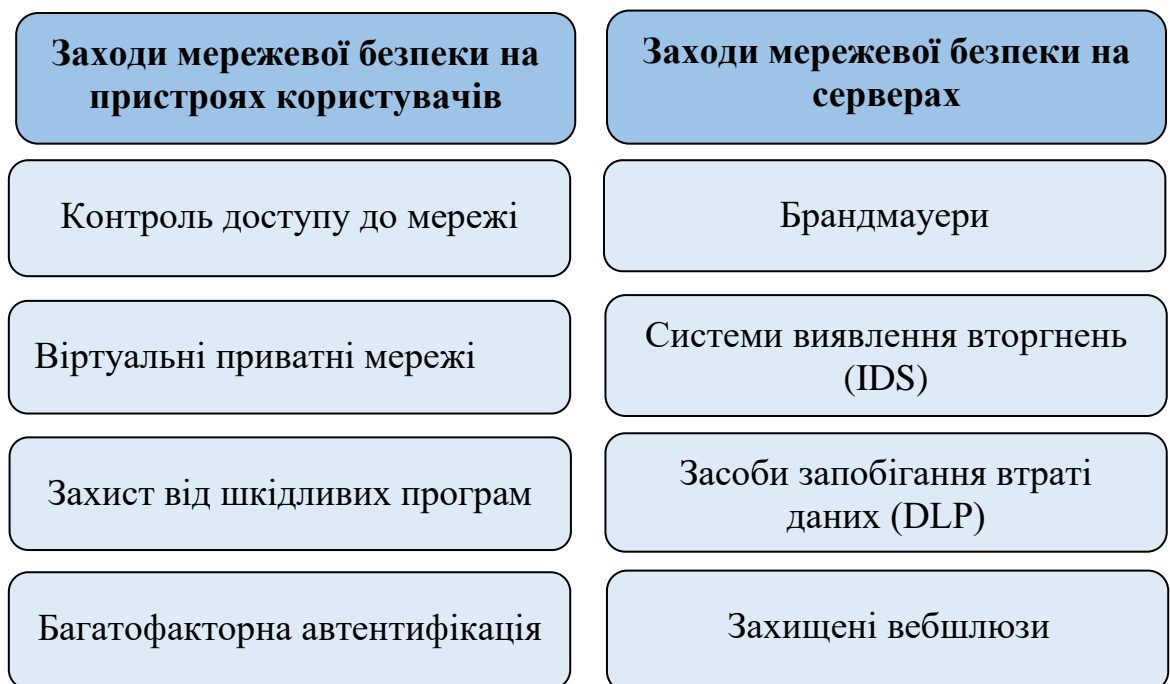 Заходи мережевої безпеки на
пристроях користувачів
Контроль доступу до мережі
Віртуальні приватні мережі
Захист від шкідливих програм
Багатофакторна автентифікація
Заходи мережевої безпеки на
серверах
Брандмауери
Системи виявлення вторгнень
(IDS)
Засоби запобігання втраті
даних (DLP)
Захищені вебшлюзи